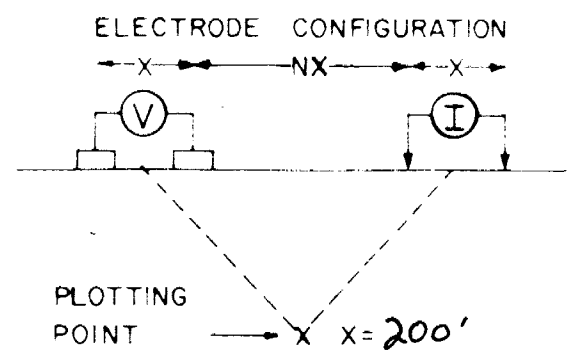 ELECTRODE CONFIGURATION
X NX X
V I
PLOTTING
POINT X X = 200'